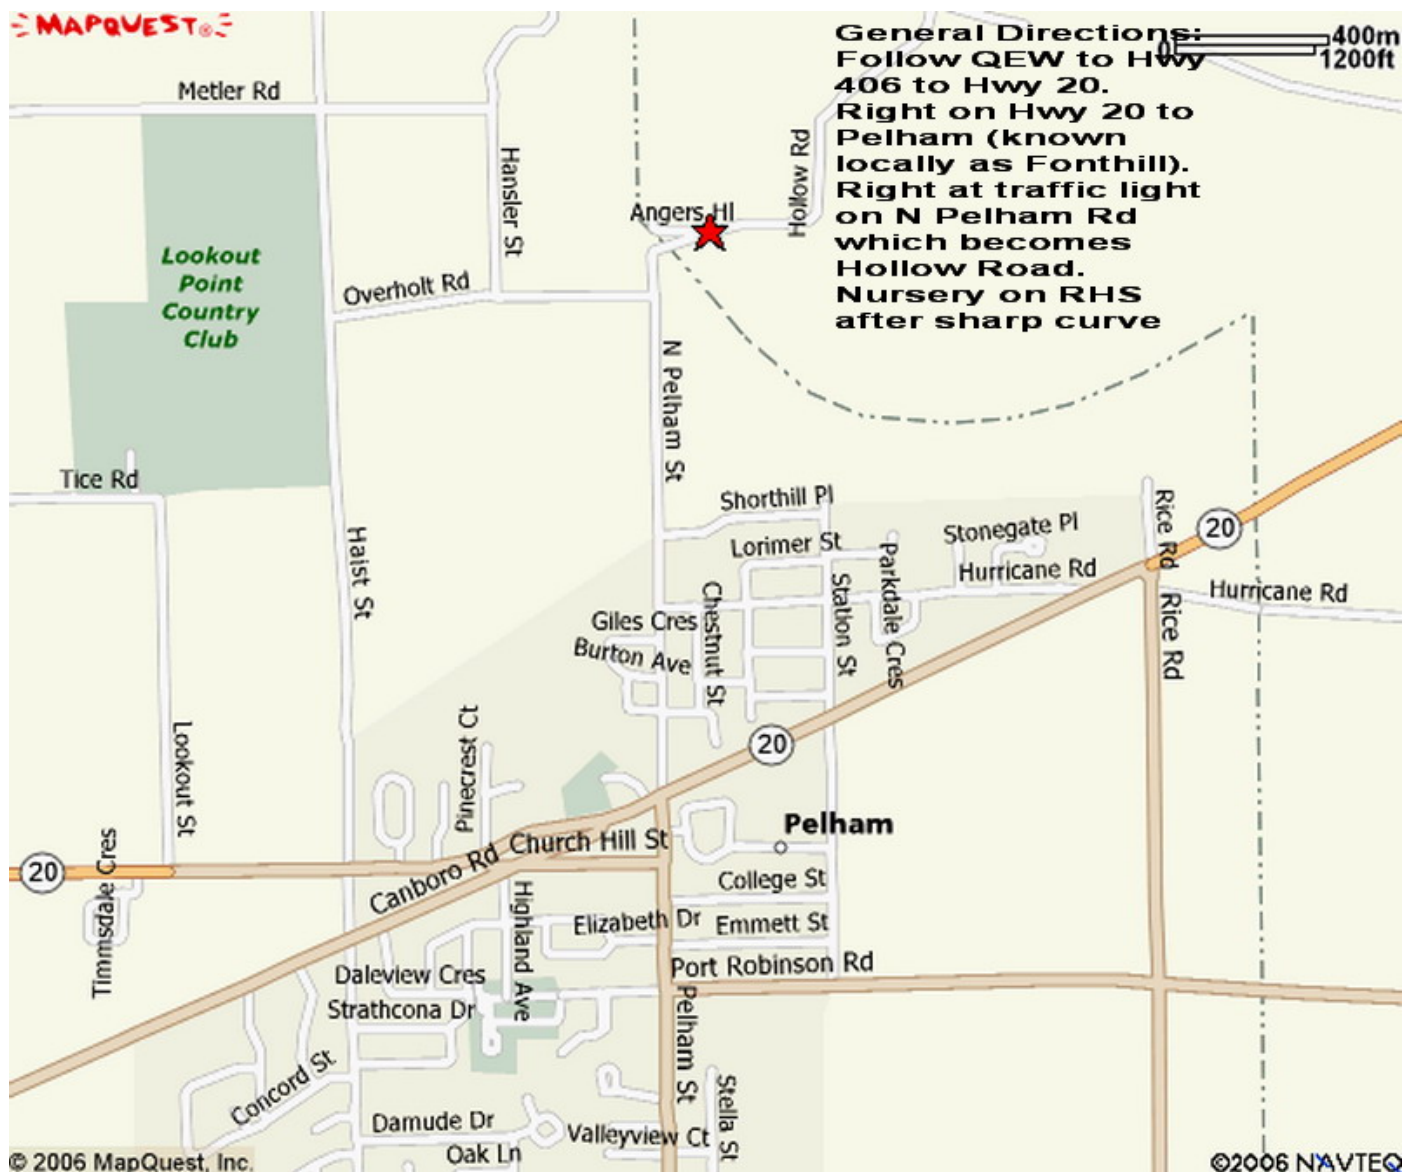 MAPQUEST
General Directions:
Follow QEW to Hwy
406 to Hwy 20.
Right on Hwy 20 to
Pelham (known
locally as Fonthill).
Right at traffic light
on N Pelham Rd
which becomes
Hollow Road.
Nursery on RHS
after sharp curve
0
400m
1200ft
Metler Rd
Hansler St
Angers Hl
Hollow Rd
Lookout
Point
Country
Club
Overholt Rd
N Pelham St
Tice Rd
Shorthill Pl
Lorimer St
Stonegate Pl
Rice Rd
20
Haist St
Parkdale Cres
Hurricane Rd
Hurricane Rd
Chestnut St
Station St
Giles Cres
Rice Rd
Burton Ave
Lookout St
Pinecrest Ct
20
Pelham
Church Hill St
20
Timmsdale Cres
Canboro Rd
College St
Highland Ave
Elizabeth Dr
Emmett St
Port Robinson Rd
Daleview Cres
Strathcona Dr
Pelham St
Concord St
Stella St
Damude Dr
Valleyview Ct
Oak Ln
© 2006 MapQuest, Inc.
©2006 NAVTEQ